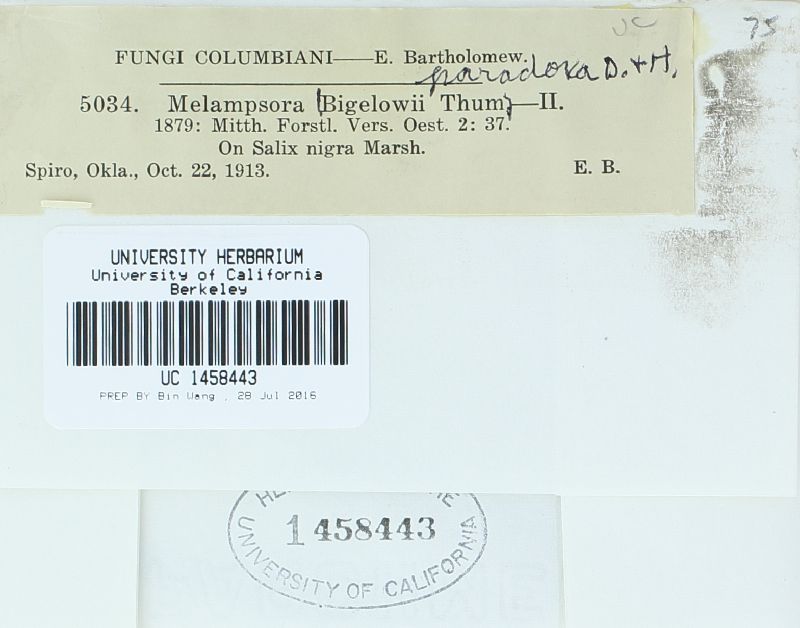 UC
75
FUNGI COLUMBIANI——E. Bartholomew.
paradoxa D. & H.
5034. Melampsora (Bigelowii Thum)—II.
1879: Mitth. Forstl. Vers. Oest. 2: 37.
On Salix nigra Marsh.
Spiro, Okla., Oct. 22, 1913. E. B.
UNIVERSITY HERBARIUM
University of California
Berkeley
UC 1458443
PREP BY Bin Wang , 28 Jul 2016
1458443
UNIVERSITY OF CALIFORNIA